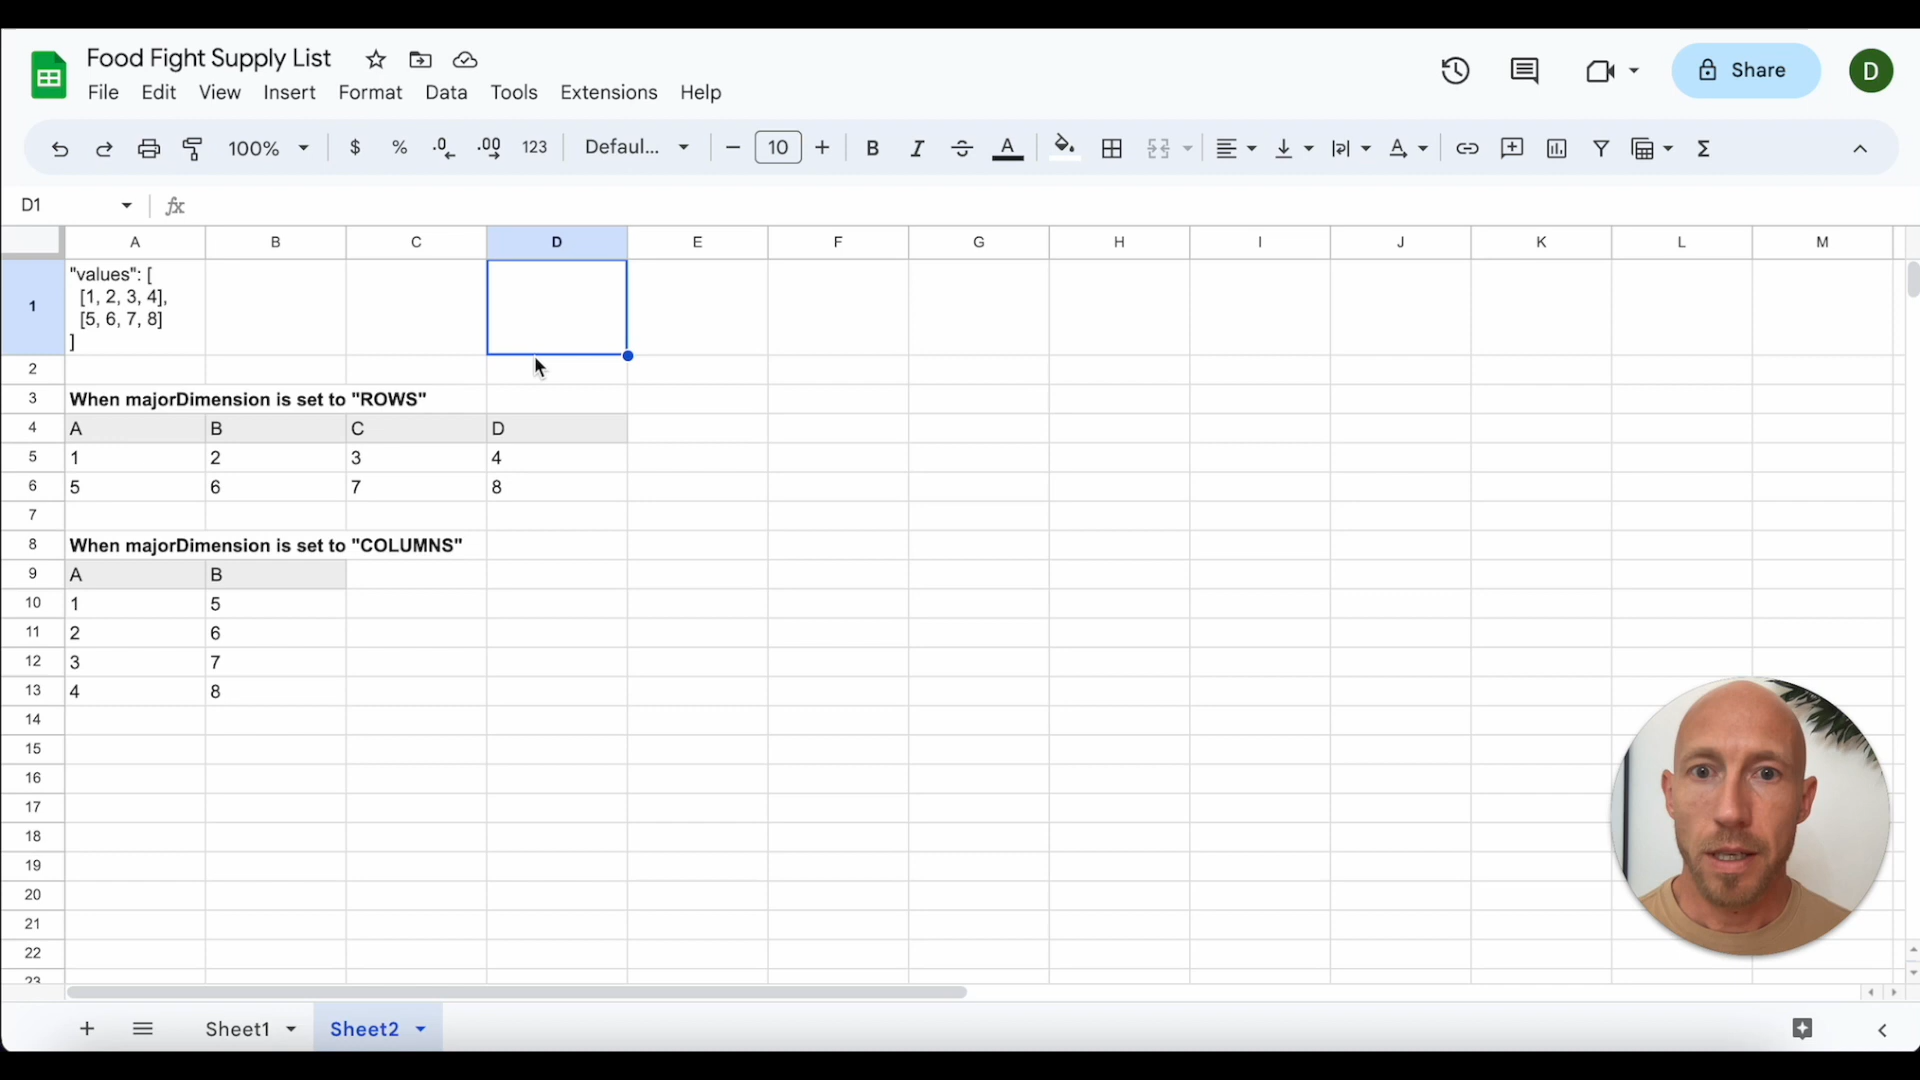 Food Fight Supply List
File Edit View Insert Format Data Tools Extensions Help
Share
D
100% $ % .0 .00 123 Defaul... − 10 + B I S A A Σ
D1 fx
A B C D E F G H I J K L M
1 "values": [
[1, 2, 3, 4],
[5, 6, 7, 8]
]
2
3 When majorDimension is set to "ROWS"
4 A B C D
5 1 2 3 4
6 5 6 7 8
7
8 When majorDimension is set to "COLUMNS"
9 A B
10 1 5
11 2 6
12 3 7
13 4 8
14
15
16
17
18
19
20
21
22
23
+ Sheet1 Sheet2